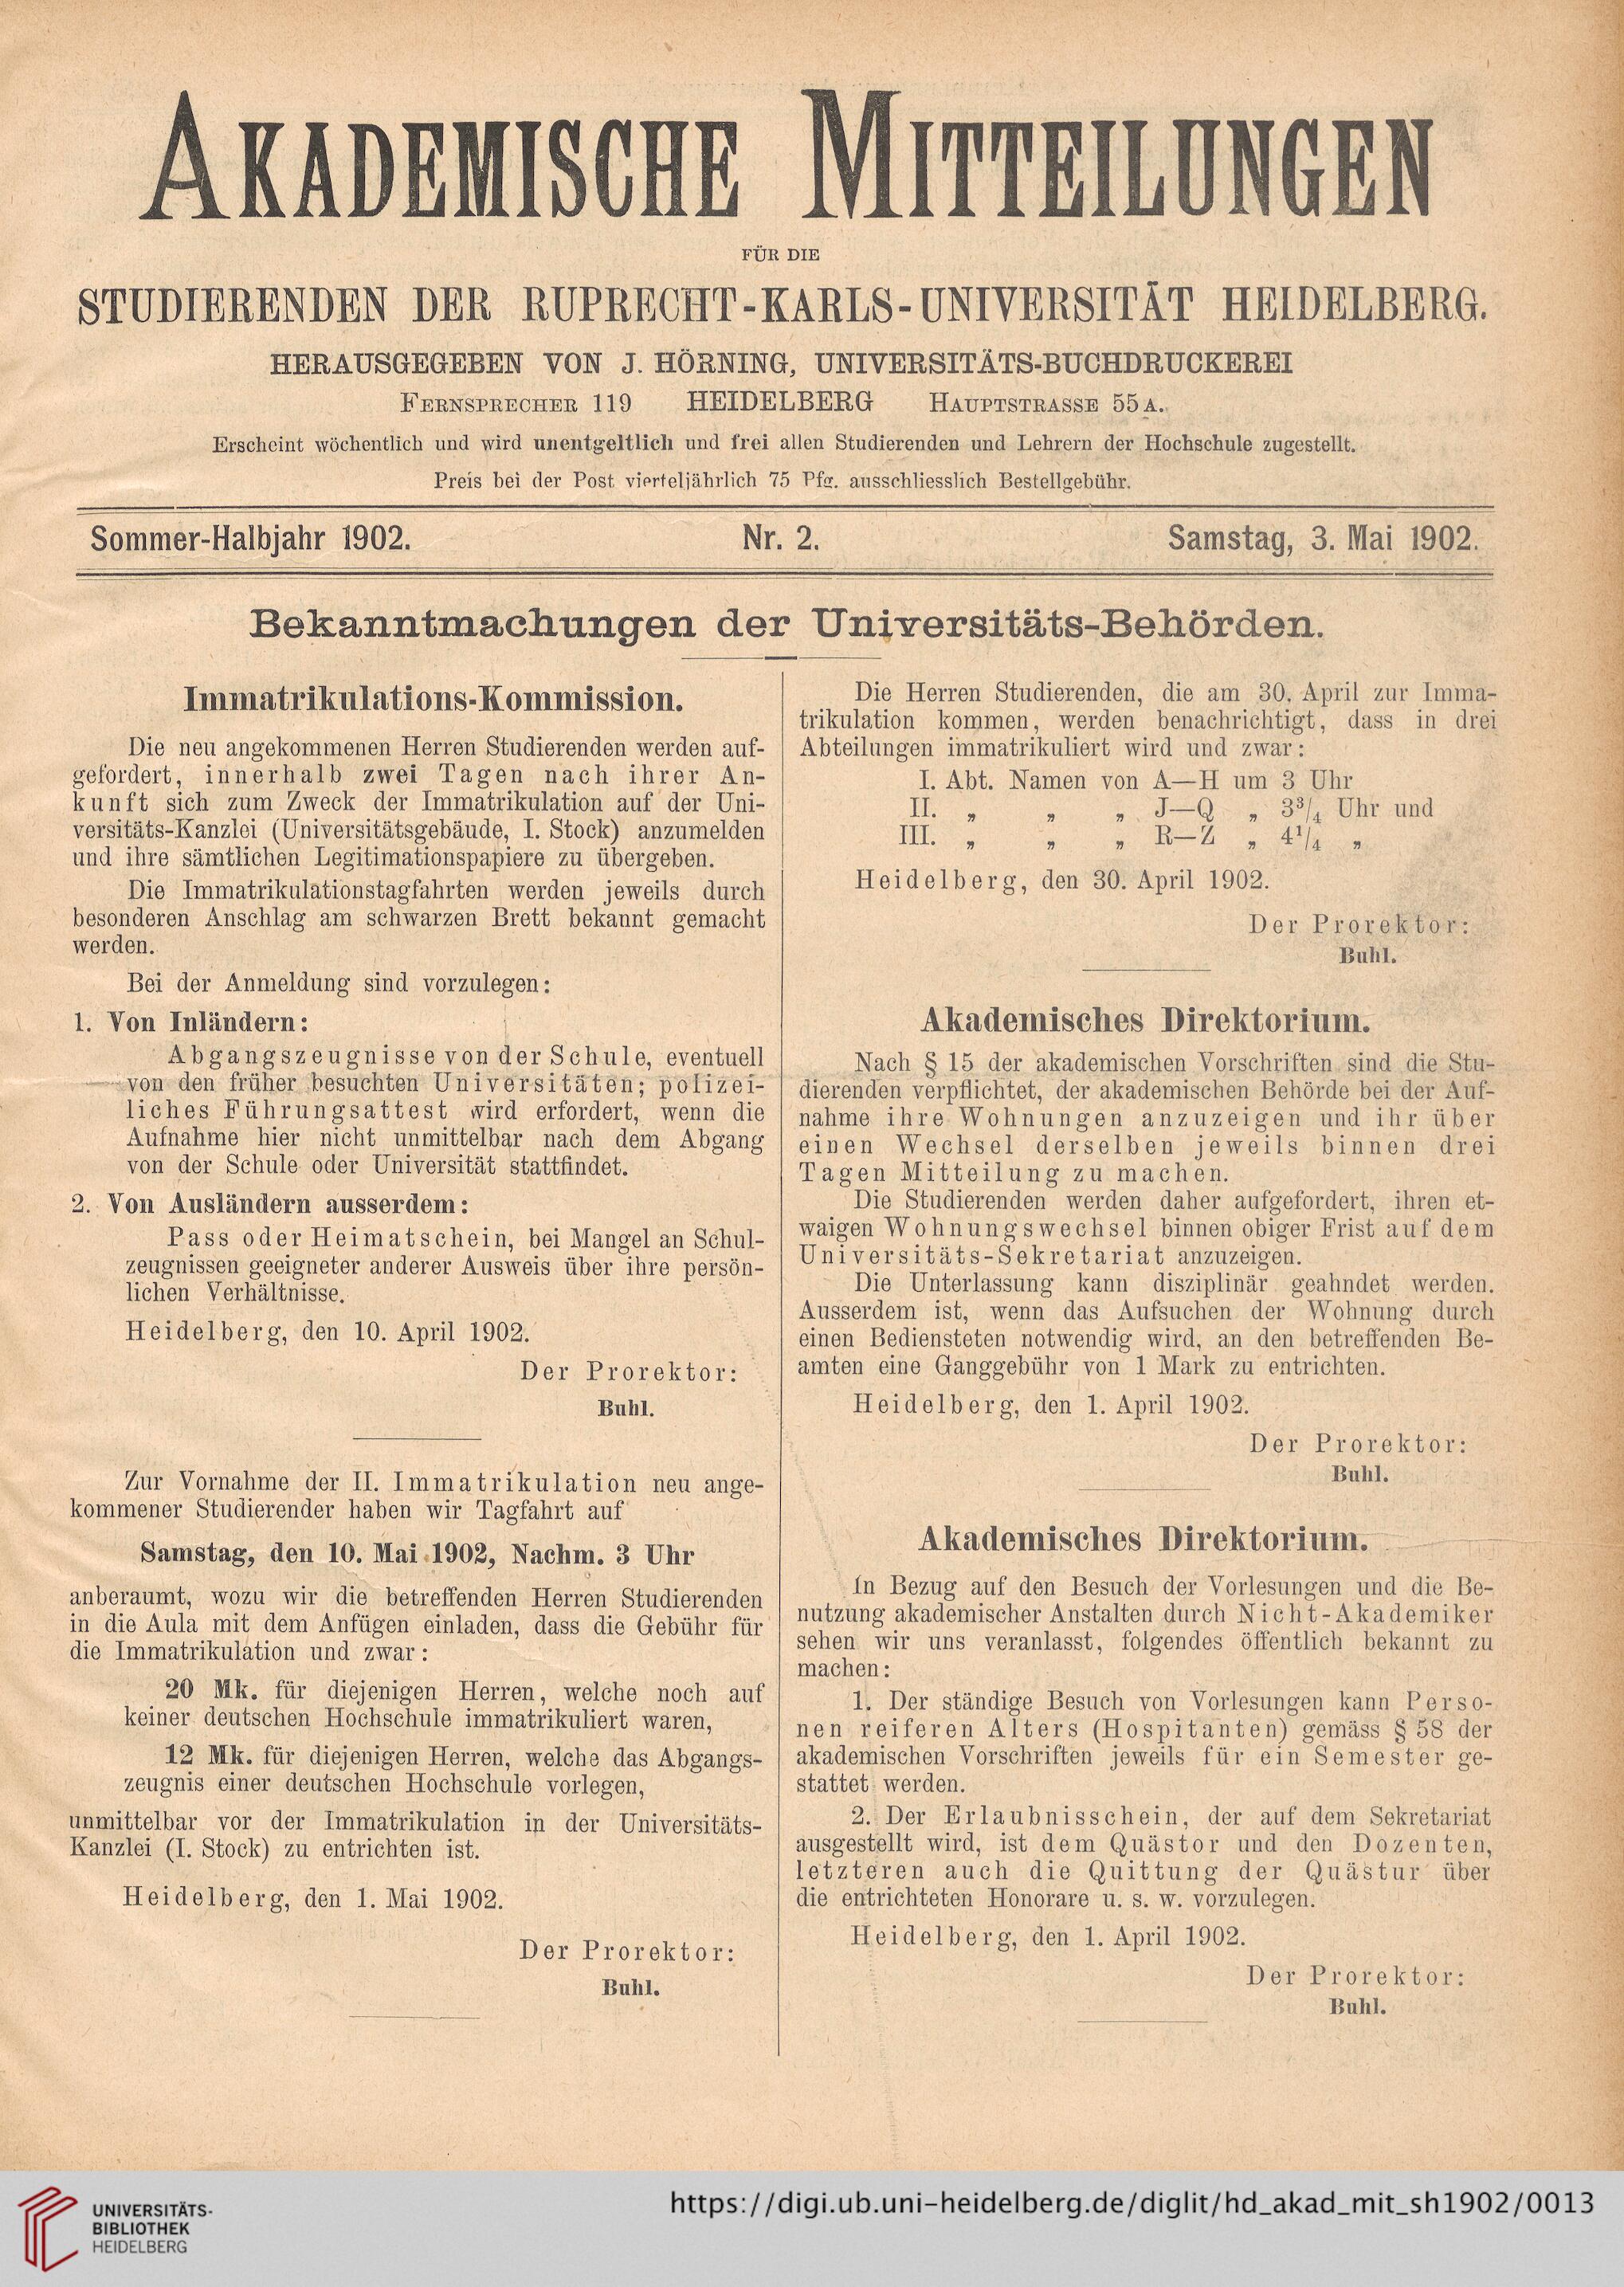 AKADEMISCHE MITTEILUNGEN
FÜR DIE
STUDIERENDEN DER RUPRECHT-KARLS-UNIVERSITÄT HEIDELBERG.
HERAUSGEGEBEN VON J. HÖRNING, UNIVERSITÄTS-BUCHDRUCKEREI
FERNSPRECHER 119 HEIDELBERG HAUPTSTRASSE 55 A.
Erscheint wöchentlich und wird unentgeltlich und frei allen Studierenden und Lehrern der Hochschule zugestellt.
Preis bei der Post vierteljährlich 75 Pfg. ausschliesslich Bestellgebühr.
Sommer-Halbjahr 1902. Nr. 2. Samstag, 3. Mai 1902.
Bekanntmachungen der Universitäts-Behörden.
Immatrikulations-Kommission.
Die neu angekommenen Herren Studierenden werden auf-
gefordert, innerhalb zwei Tagen nach ihrer An-
kunft sich zum Zweck der Immatrikulation auf der Uni-
versitäts-Kanzlei (Universitätsgebäude, I. Stock) anzumelden
und ihre sämtlichen Legitimationspapiere zu übergeben.
Die Immatrikulationstagfahrten werden jeweils durch
besonderen Anschlag am schwarzen Brett bekannt gemacht
werden.
Bei der Anmeldung sind vorzulegen:
1. Von Inländern:
Abgangszeugnisse von der Schule, eventuell
von den früher besuchten Universitäten; polizei-
liches Führungsattest wird erfordert, wenn die
Aufnahme hier nicht unmittelbar nach dem Abgang
von der Schule oder Universität stattfindet.
2. Von Ausländern ausserdem:
Pass oder Heimatschein, bei Mangel an Schul-
zeugnissen geeigneter anderer Ausweis über ihre persön-
lichen Verhältnisse.
Heidelberg, den 10. April 1902.
Der Prorektor:
Buhl.
Zur Vornahme der II. Immatrikulation neu ange-
kommener Studierender haben wir Tagfahrt auf
Samstag, den 10. Mai 1902, Nachm. 3 Uhr
anberaumt, wozu wir die betreffenden Herren Studierenden
in die Aula mit dem Anfügen einladen, dass die Gebühr für
die Immatrikulation und zwar:
20 Mk. für diejenigen Herren, welche noch auf
keiner deutschen Hochschule immatrikuliert waren,
12 Mk. für diejenigen Herren, welche das Abgangs-
zeugnis einer deutschen Hochschule vorlegen,
unmittelbar vor der Immatrikulation in der Universitäts-
Kanzlei (I. Stock) zu entrichten ist.
Heidelberg, den 1. Mai 1902.
Der Prorektor:
Buhl.
Die Herren Studierenden, die am 30. April zur Imma-
trikulation kommen, werden benachrichtigt, dass in drei
Abteilungen immatrikuliert wird und zwar:
I. Abt. Namen von A—H um 3 Uhr
II. „ „ „ J—Q „ 3³/₄ Uhr und
III. „ „ „ R—Z „ 4¹/₄ „
Heidelberg, den 30. April 1902.
Der Prorektor:
Buhl.
Akademisches Direktorium.
Nach § 15 der akademischen Vorschriften sind die Stu-
dierenden verpflichtet, der akademischen Behörde bei der Auf-
nahme ihre Wohnungen anzuzeigen und ihr über
einen Wechsel derselben jeweils binnen drei
Tagen Mitteilung zu machen.
Die Studierenden werden daher aufgefordert, ihren et-
waigen Wohnungswechsel binnen obiger Frist auf dem
Universitäts-Sekretariat anzuzeigen.
Die Unterlassung kann disziplinär geahndet werden.
Ausserdem ist, wenn das Aufsuchen der Wohnung durch
einen Bediensteten notwendig wird, an den betreffenden Be-
amten eine Ganggebühr von 1 Mark zu entrichten.
Heidelberg, den 1. April 1902.
Der Prorektor:
Buhl.
Akademisches Direktorium.
In Bezug auf den Besuch der Vorlesungen und die Be-
nutzung akademischer Anstalten durch Nicht-Akademiker
sehen wir uns veranlasst, folgendes öffentlich bekannt zu
machen:
1. Der ständige Besuch von Vorlesungen kann Perso-
nen reiferen Alters (Hospitanten) gemäss § 58 der
akademischen Vorschriften jeweils für ein Semester ge-
stattet werden.
2. Der Erlaubnisschein, der auf dem Sekretariat
ausgestellt wird, ist dem Quästor und den Dozenten,
letzteren auch die Quittung der Quästur über
die entrichteten Honorare u. s. w. vorzulegen.
Heidelberg, den 1. April 1902.
Der Prorektor:
Buhl.
UNIVERSITÄTS-
BIBLIOTHEK
HEIDELBERG
https://digi.ub.uni-heidelberg.de/diglit/hd_akad_mit_sh1902/0013